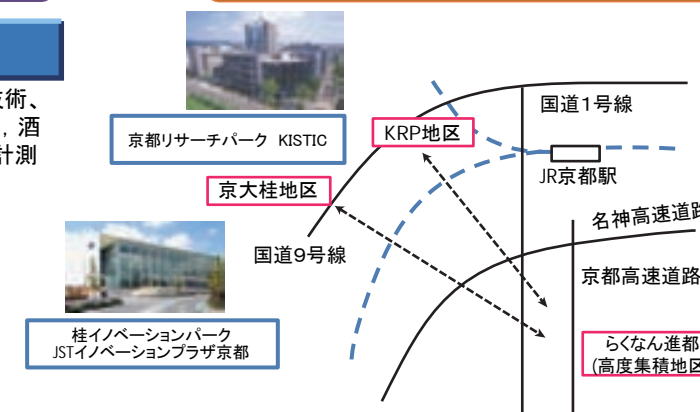 技術、
，酒
計測
京都リサーチパーク KISTIC
KRP地区
国道１号線
JR京都駅
京大桂地区
名神高速道路
国道９号線
京都高速道路
桂イノベーションパーク
JSTイノベーションプラザ京都
らくなん進都
(高度集積地区